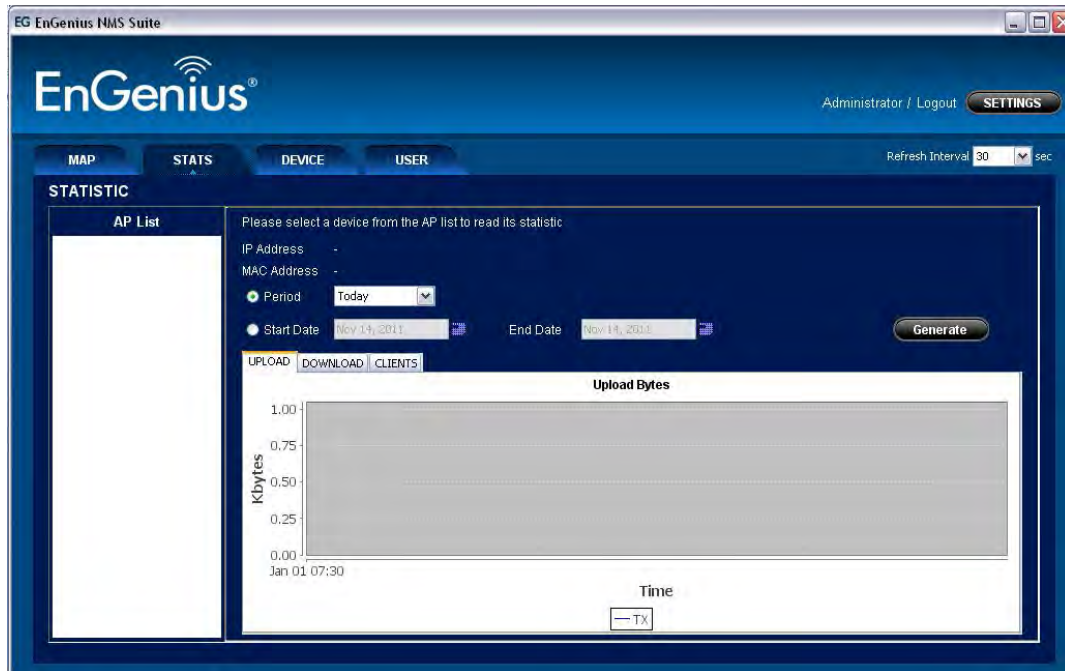 EG EnGenius NMS Suite
EnGenius®
Administrator / Logout SETTINGS
MAP STATS DEVICE USER
Refresh Interval 30 sec
STATISTIC
AP List
Please select a device from the AP list to read its statistic
IP Address -
MAC Address -
Period Today
Start Date Nov 14, 2011 End Date Nov 14, 2011 Generate
UPLOAD DOWNLOAD CLIENTS
Upload Bytes
1.00
0.75
0.50
0.25
0.00
Kbytes
Jan 01 07:30
Time
TX